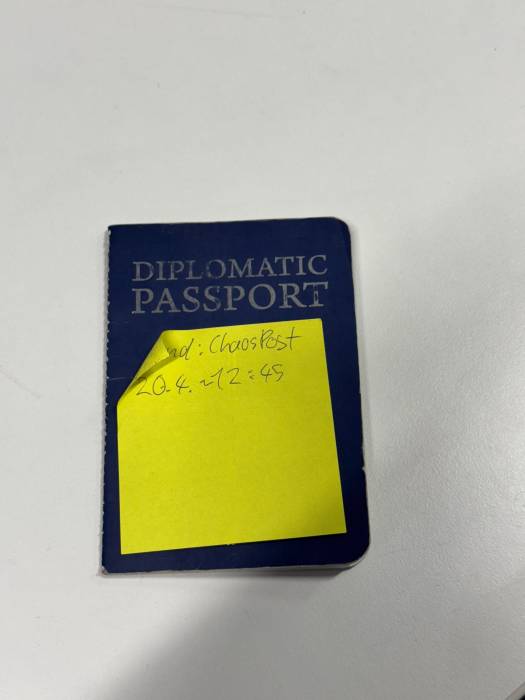 DIPLOMATIC
PASSPORT
ChaosPost
20.4. ~12:45